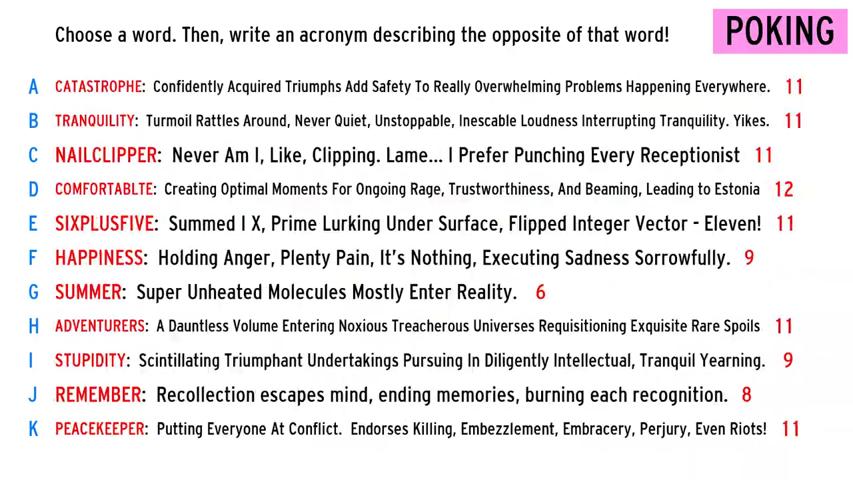 Choose a word. Then, write an acronym describing the opposite of that word! POKING
A CATASTROPHE: Confidently Acquired Triumphs Add Safety To Really Overwhelming Problems Happening Everywhere. 11
B TRANQUILITY: Turmoil Rattles Around, Never Quiet, Unstoppable, Inescable Loudness Interrupting Tranquility. Yikes. 11
C NAILCLIPPER: Never Am I, Like, Clipping. Lame... I Prefer Punching Every Receptionist 11
D COMFORTABLTE: Creating Optimal Moments For Ongoing Rage, Trustworthiness, And Beaming, Leading to Estonia 12
E SIXPLUSFIVE: Summed I X, Prime Lurking Under Surface, Flipped Integer Vector - Eleven! 11
F HAPPINESS: Holding Anger, Plenty Pain, It's Nothing, Executing Sadness Sorrowfully. 9
G SUMMER: Super Unheated Molecules Mostly Enter Reality. 6
H ADVENTURERS: A Dauntless Volume Entering Noxious Treacherous Universes Requisitioning Exquisite Rare Spoils 11
I STUPIDITY: Scintillating Triumphant Undertakings Pursuing In Diligently Intellectual, Tranquil Yearning. 9
J REMEMBER: Recollection escapes mind, ending memories, burning each recognition. 8
K PEACEKEEPER: Putting Everyone At Conflict. Endorses Killing, Embezzlement, Embracery, Perjury, Even Riots! 11